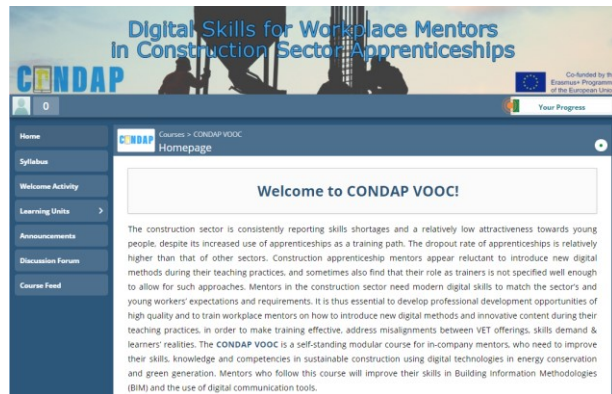 Digital Skills for Workplace Mentors
in Construction Sector Apprenticeships
CONDAP
Co-funded by the
Erasmus+ Programm
of the European Unio
0
Your Progress
Home
Syllabus
Welcome Activity
Learning Units >
Announcements
Discussion Forum
Course Feed
CONDAP
Courses > CONDAP VOOC
Homepage
Welcome to CONDAP VOOC!
The construction sector is consistently reporting skills shortages and a relatively low attractiveness towards young
people, despite its increased use of apprenticeships as a training path. The dropout rate of apprenticeships is relatively
higher than that of other sectors. Construction apprenticeship mentors appear reluctant to introduce new digital
methods during their teaching practices, and sometimes also find that their role as trainers is not specified well enough
to allow for such approaches. Mentors in the construction sector need modern digital skills to match the sector's and
young workers' expectations and requirements. It is thus essential to develop professional development opportunities of
high quality and to train workplace mentors on how to introduce new digital methods and innovative content during their
teaching practices, in order to make training effective, address misalignments between VET offerings, skills demand &
learners' realities. The CONDAP VOOC is a self-standing modular course for in-company mentors, who need to improve
their skills, knowledge and competencies in sustainable construction using digital technologies in energy conservation
and green generation. Mentors who follow this course will improve their skills in Building Information Methodologies
(BIM) and the use of digital communication tools.